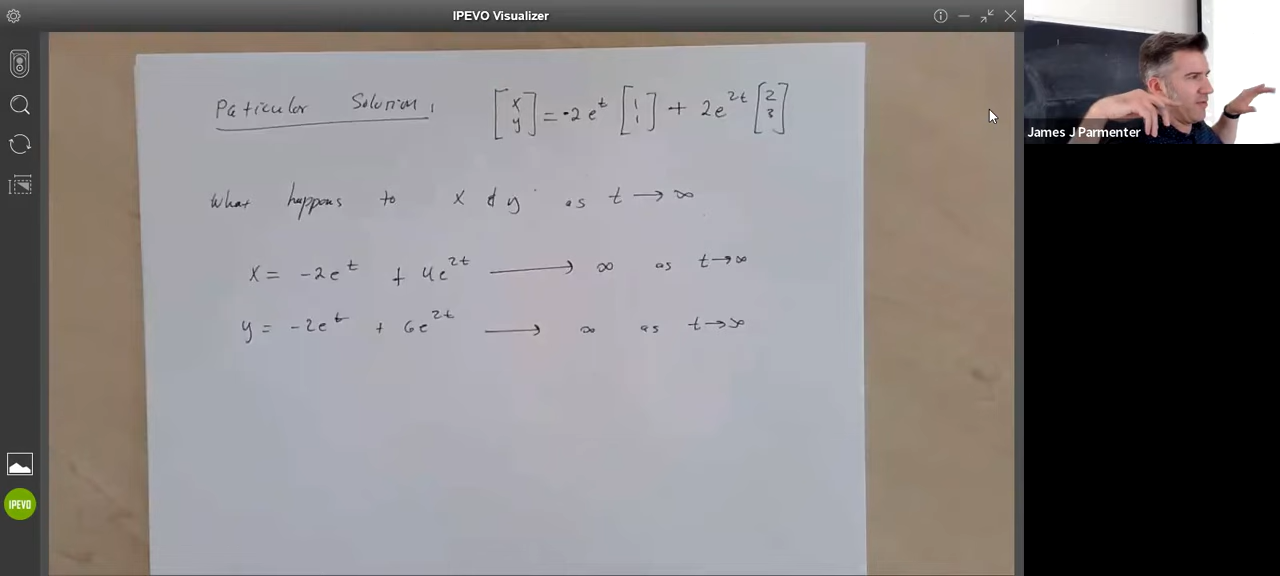 IPEVO Visualizer
James J Parmenter
Particular Solution:
[x y] = -2e^t [1 1] + 2e^2t [2 3]
What happens to x & y as t → ∞
x = -2e^t + 4e^2t → ∞ as t → ∞
y = -2e^t + 6e^2t → ∞ as t → ∞
IPEVO